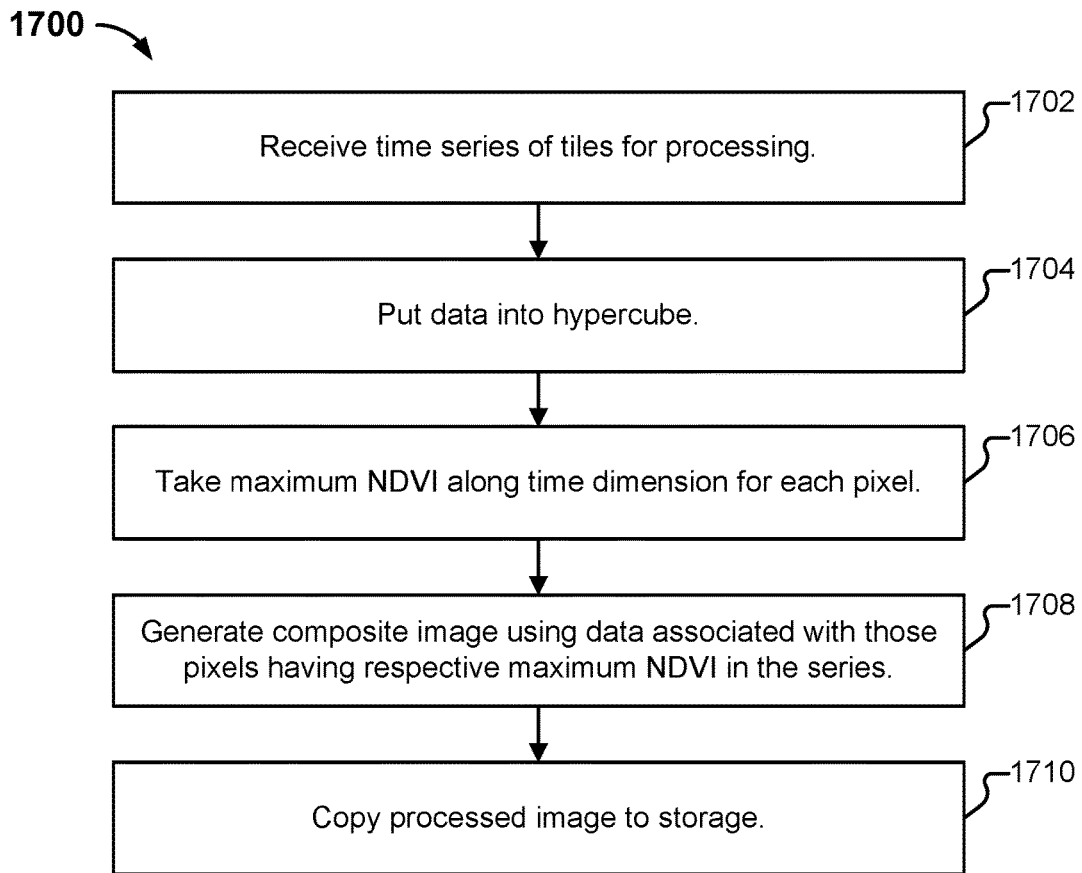 1700
1702
Receive time series of tiles for processing.
1704
Put data into hypercube.
1706
Take maximum NDVI along time dimension for each pixel.
1708
Generate composite image using data associated with those
pixels having respective maximum NDVI in the series.
1710
Copy processed image to storage.